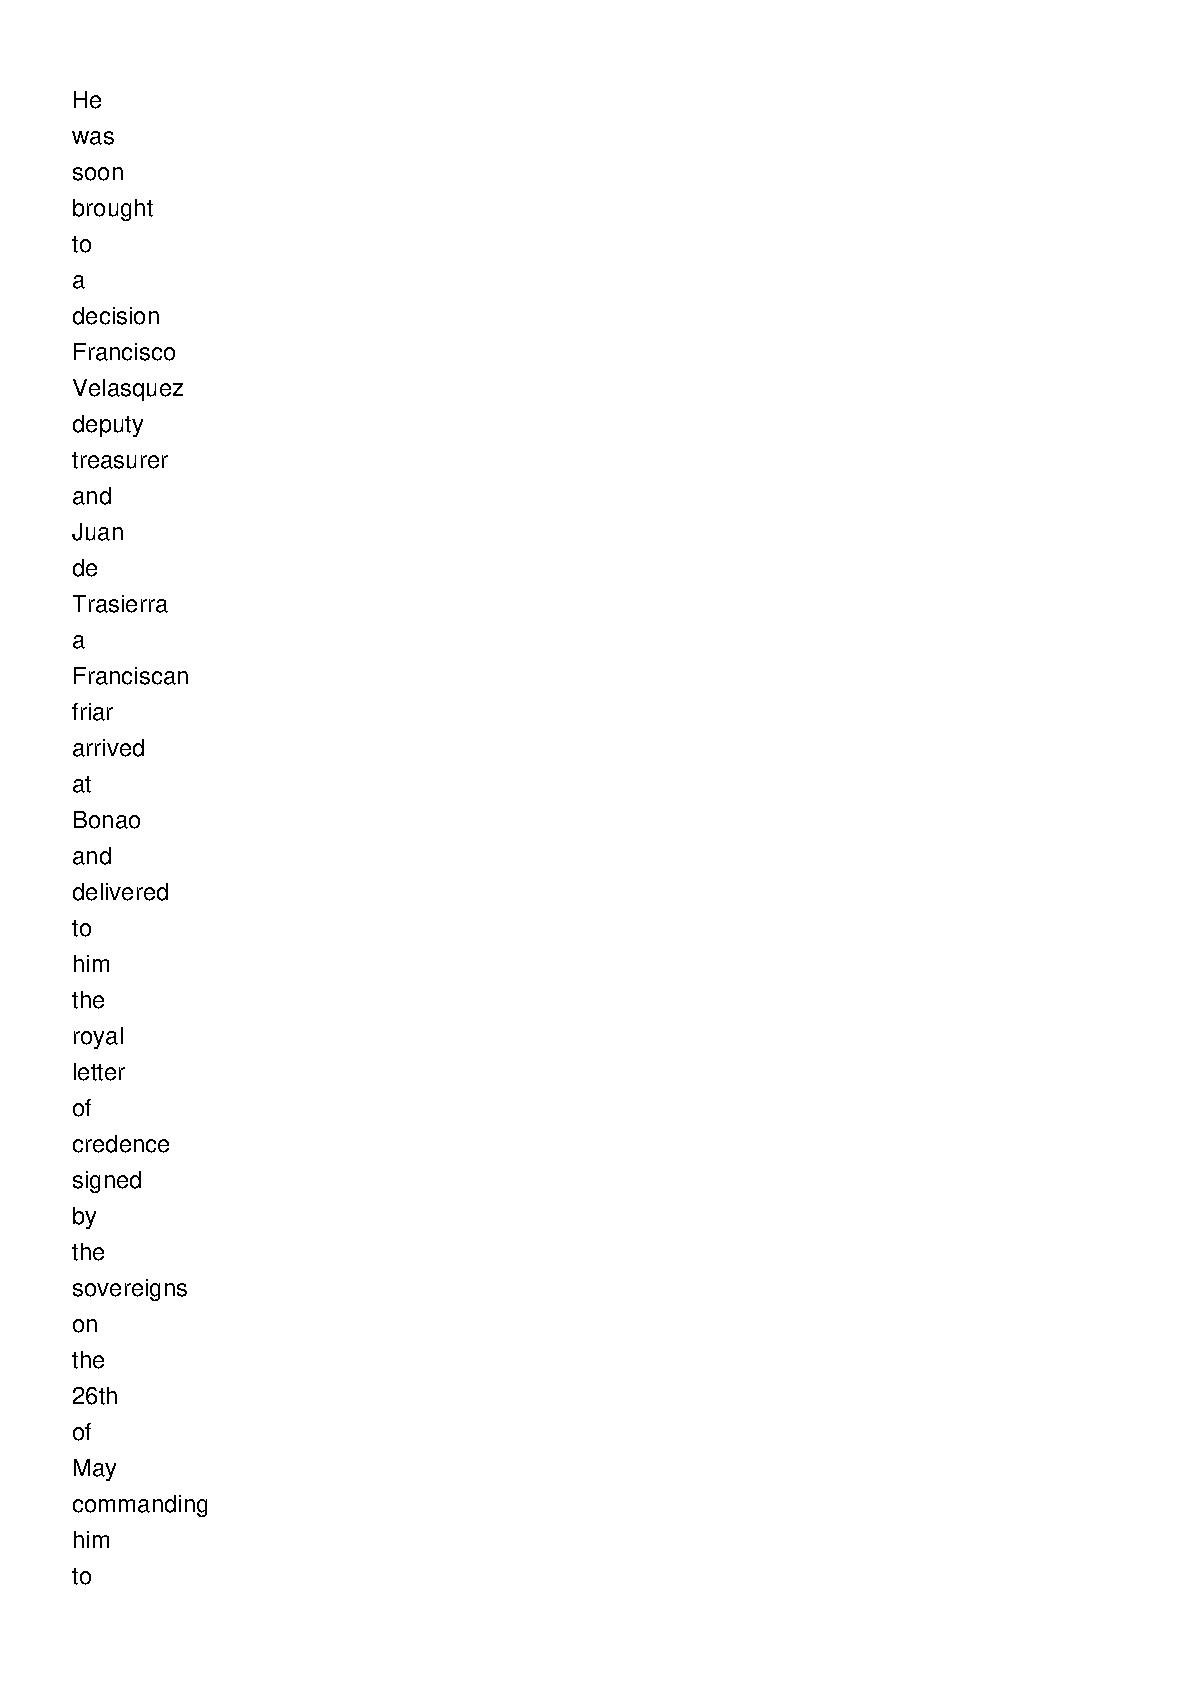 He
was
soon
brought
to
a
decision
Francisco
Velasquez
deputy
treasurer
and
Juan
de
Trasierra
a
Franciscan
friar
arrived
at
Bonao
and
delivered
to
him
the
royal
letter
of
credence
signed
by
the
sovereigns
on
the
26th
of
May
commanding
him
to